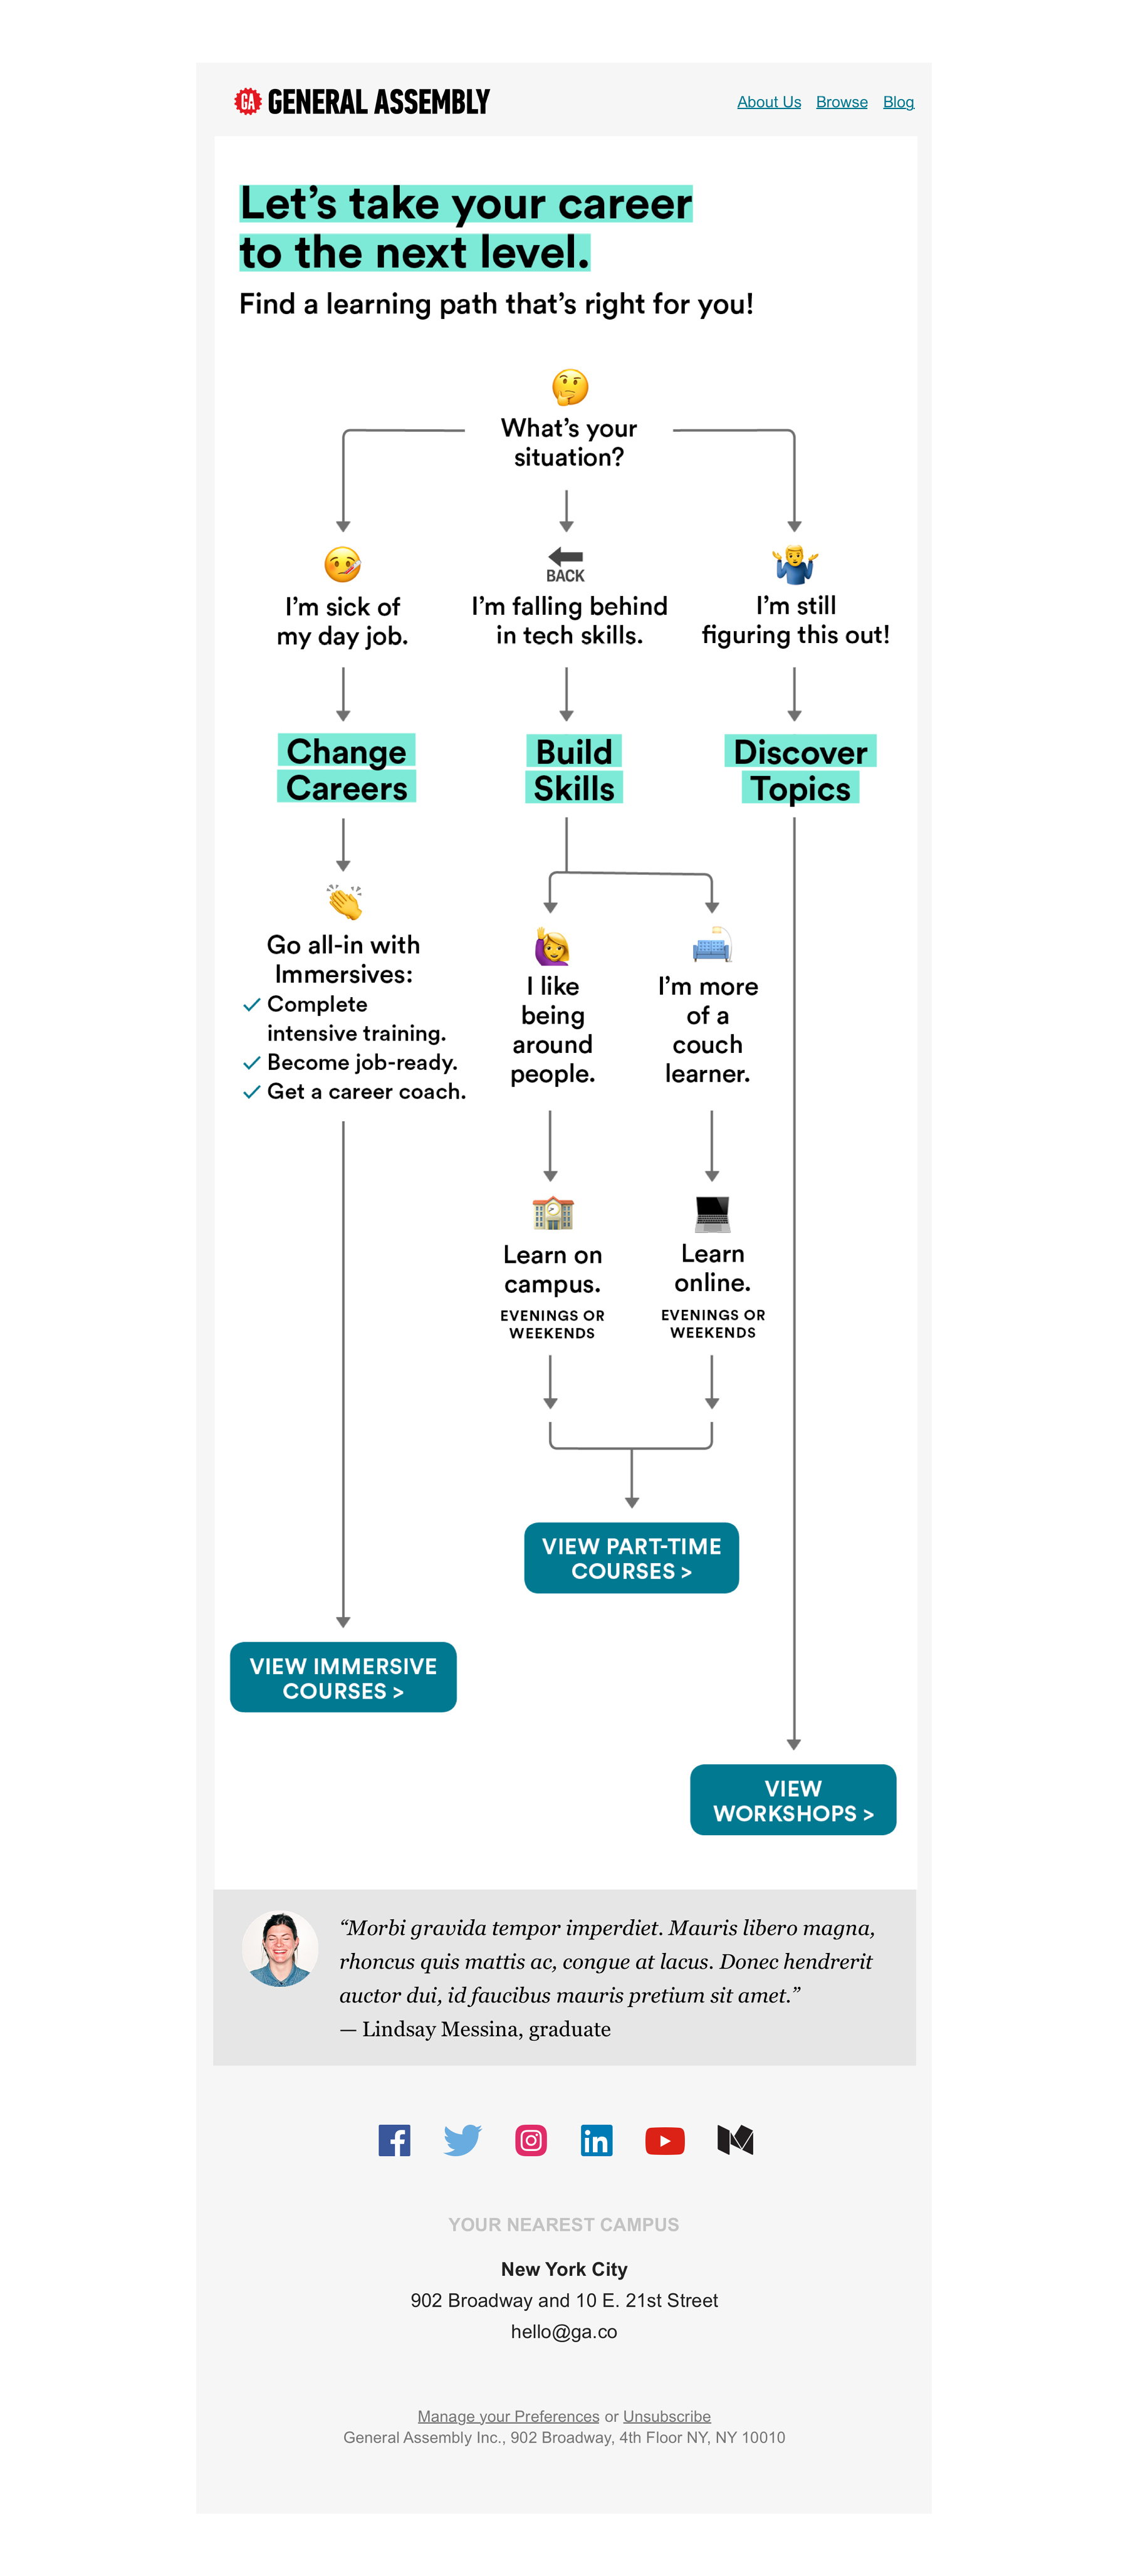 GA GENERAL ASSEMBLY
About Us Browse Blog
Let’s take your career
to the next level.
Find a learning path that’s right for you!
What’s your
situation?
I’m sick of
my day job.
BACK
I’m falling behind
in tech skills.
I’m still
figuring this out!
Change
Careers
Build
Skills
Discover
Topics
Go all-in with
Immersives:
Complete
intensive training.
Become job-ready.
Get a career coach.
I like
being
around
people.
I’m more
of a
couch
learner.
Learn on
campus.
EVENINGS OR
WEEKENDS
Learn
online.
EVENINGS OR
WEEKENDS
VIEW PART-TIME
COURSES >
VIEW IMMERSIVE
COURSES >
VIEW
WORKSHOPS >
“Morbi gravida tempor imperdiet. Mauris libero magna,
rhoncus quis mattis ac, congue at lacus. Donec hendrerit
auctor dui, id faucibus mauris pretium sit amet.”
— Lindsay Messina, graduate
YOUR NEAREST CAMPUS
New York City
902 Broadway and 10 E. 21st Street
hello@ga.co
Manage your Preferences or Unsubscribe
General Assembly Inc., 902 Broadway, 4th Floor NY, NY 10010